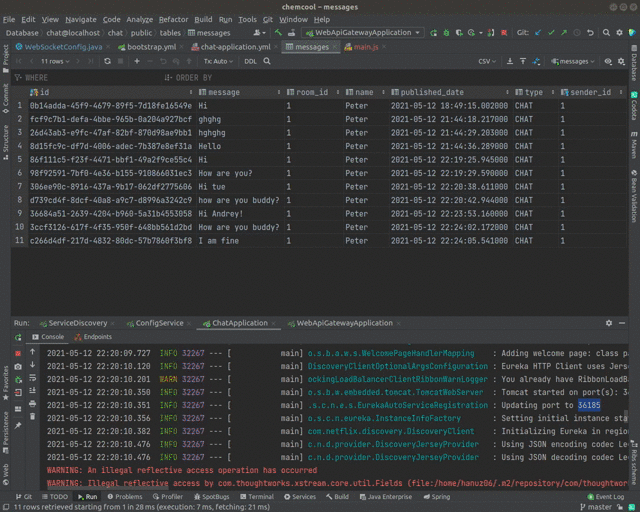 chemcool – messages
File Edit View Navigate Code Analyze Refactor Build Run Tools Git Window Help
Database chat@localhost chat public tables messages WebApiGatewayApplication Git:
WebSocketConfig.java bootstrap.yml chat-application.yml messages main.js
11 rows Tx: Auto DDL CSV messages
WHERE ORDER BY
id message room_id name published_date type sender_id
1 0b14adda-45f9-4679-89f5-7d18fe16549e Hi 1 Peter 2021-05-12 18:49:15.002000 CHAT 1
2 fcf9c7b1-defa-4bbe-965b-0a204a927bcf ghghg 1 Peter 2021-05-12 21:44:18.217000 CHAT 1
3 26d43ab3-e9fc-47af-82bf-870d98ae9bb1 hghghg 1 Peter 2021-05-12 21:44:29.203000 CHAT 1
4 8d15fc9c-df7d-4006-adec-7b387e8ef31a Hello 1 Peter 2021-05-12 21:44:36.289000 CHAT 1
5 86f111c5-f23f-4471-bbf1-49a2f9ce55c4 Hi 1 Peter 2021-05-12 22:19:25.945000 CHAT 1
6 98f92591-7bf0-4e36-b155-910866031ec3 How are you? 1 Peter 2021-05-12 22:19:29.590000 CHAT 1
7 306ee90c-8916-437a-9b17-062df2775606 Hi tue 1 Peter 2021-05-12 22:20:38.611000 CHAT 1
8 d739cd4f-8dcf-40a8-a9c7-d8996a3242c9 how are you buddy? 1 Peter 2021-05-12 22:20:42.944000 CHAT 1
9 36684a51-2639-4204-b960-5a31b4553058 Hi Andrey! 1 Peter 2021-05-12 22:23:53.160000 CHAT 1
10 3ccf3126-617f-4f35-950f-648bb561d2bd How are you buddy? 1 Peter 2021-05-12 22:24:02.172000 CHAT 1
11 c266d4df-217d-4832-80dc-57b7860f3bf8 I am fine 1 Peter 2021-05-12 22:24:05.541000 CHAT 1
Run: ServiceDiscovery ConfigService ChatApplication WebApiGatewayApplication
Console Endpoints
2021-05-12 22:20:09.727 INFO 32267 --- [ main] o.s.b.a.w.s.WelcomePageHandlerMapping : Adding welcome page: class pa
2021-05-12 22:20:10.120 INFO 32267 --- [ main] DiscoveryClientOptionalArgsConfiguration : Eureka HTTP Client uses Jers
2021-05-12 22:20:10.201 WARN 32267 --- [ main] ockingLoadBalancerClientRibbonWarnLogger : You already have RibbonLoadB
2021-05-12 22:20:10.350 INFO 32267 --- [ main] o.s.b.w.embedded.tomcat.TomcatWebServer : Tomcat started on port(s): 3
2021-05-12 22:20:10.351 INFO 32267 --- [ main] .s.c.n.e.s.EurekaAutoServiceRegistration : Updating port to 36185
2021-05-12 22:20:10.356 INFO 32267 --- [ main] o.s.c.n.eureka.InstanceInfoFactory : Setting initial instance sta
2021-05-12 22:20:10.382 INFO 32267 --- [ main] com.netflix.discovery.DiscoveryClient : Initializing Eureka in regio
2021-05-12 22:20:10.476 INFO 32267 --- [ main] c.n.d.provider.DiscoveryJerseyProvider : Using JSON encoding codec Le
2021-05-12 22:20:10.476 INFO 32267 --- [ main] c.n.d.provider.DiscoveryJerseyProvider : Using JSON decoding codec Le
WARNING: An illegal reflective access operation has occurred
WARNING: Illegal reflective access by com.thoughtworks.xstream.core.util.Fields (file:/home/hanuz06/.m2/repository/com/thoughtwork
Git TODO Run Problems Profiler SpotBugs Terminal Services Build Java Enterprise Spring Event Log
11 rows retrieved starting from 1 in 28 ms (execution: 7 ms, fetching: 21 ms) master
Project
Commit
Structure
Favorites
Persistence
Web
Database
Codota
Maven
Bean Validation
Ribs scheme